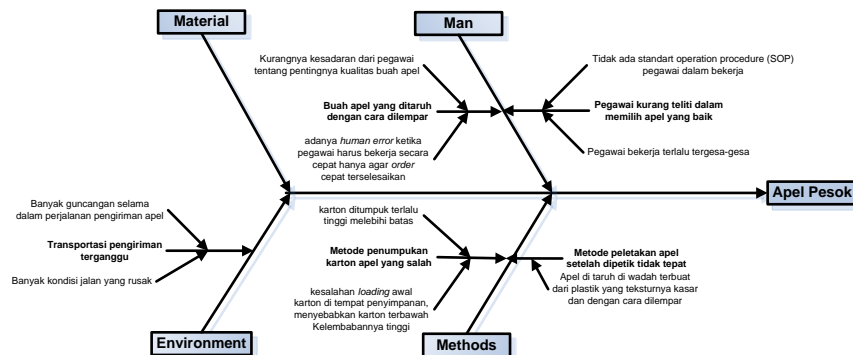 Material
Man
Kurangnya kesadaran dari pegawai
tentang pentingnya kualitas buah apel
Buah apel yang ditaruh
dengan cara dilempar
adanya human error ketika
pegawai harus bekerja secara
cepat hanya agar order
cepat terselesaikan
Tidak ada standart operation procedure (SOP)
pegawai dalam bekerja
Pegawai kurang teliti dalam
memilih apel yang baik
Pegawai bekerja terlalu tergesa-gesa
Apel Pesok
Banyak guncangan selama
dalam perjalanan pengiriman apel
Transportasi pengiriman
terganggu
Banyak kondisi jalan yang rusak
karton ditumpuk terlalu
tinggi melebihi batas
Metode penumpukan
karton apel yang salah
kesalahan loading awal
karton di tempat penyimpanan,
menyebabkan karton terbawah
Kelembabannya tinggi
Metode peletakan apel
setelah dipetik tidak tepat
Apel di taruh di wadah terbuat
dari plastik yang teksturnya kasar
dan dengan cara dilempar
Environment
Methods